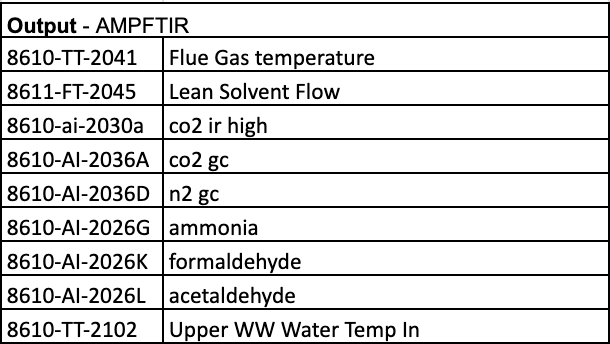 Output - AMPFTIR
8610-TT-2041 Flue Gas temperature
8611-FT-2045 Lean Solvent Flow
8610-ai-2030a co2 ir high
8610-AI-2036A co2 gc
8610-AI-2036D n2 gc
8610-AI-2026G ammonia
8610-AI-2026K formaldehyde
8610-AI-2026L acetaldehyde
8610-TT-2102 Upper WW Water Temp In